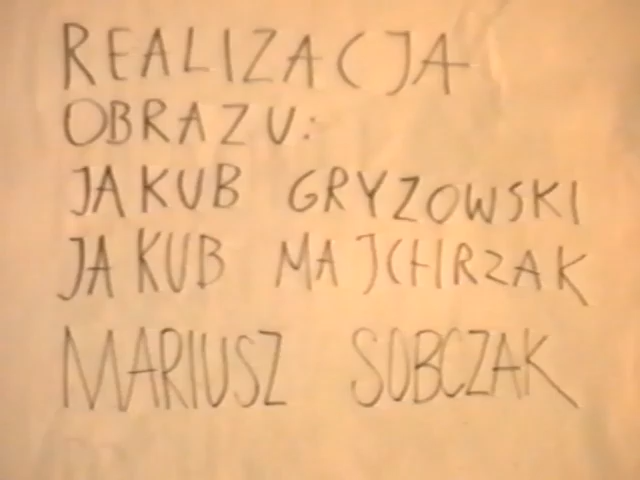 REALIZACJA
OBRAZU:
JAKUB GRYZOWSKI
JAKUB MAJCHRZAK
MARIUSZ SOBCZAK